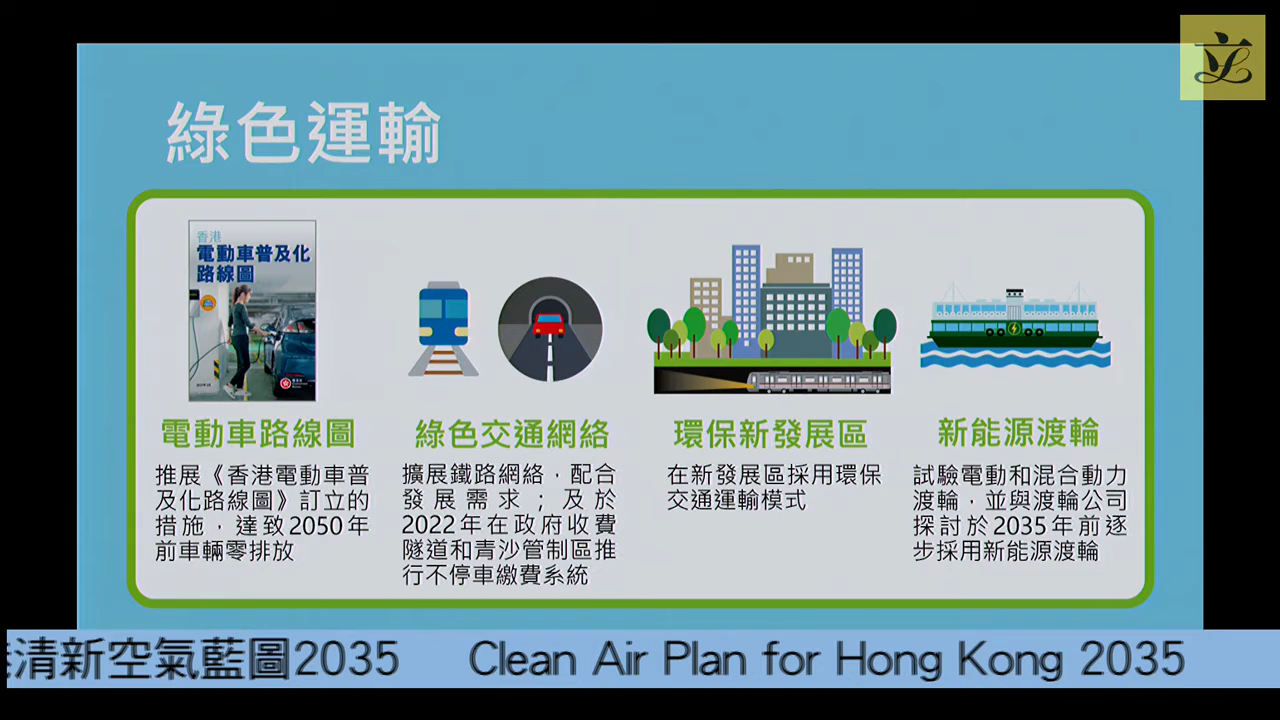 綠色運輸
香港
電動車普及化
路線圖
電動車路線圖
推展《香港電動車普
及化路線圖》訂立的
措施，達致2050年
前車輛零排放
綠色交通網絡
擴展鐵路網絡，配合
發展需求；及於
2022年在政府收費
隧道和青沙管制區推
行不停車繳費系統
環保新發展區
在新發展區採用環保
交通運輸模式
新能源渡輪
試驗電動和混合動力
渡輪，並與渡輪公司
探討於2035年前逐
步採用新能源渡輪
清新空氣藍圖2035 Clean Air Plan for Hong Kong 2035